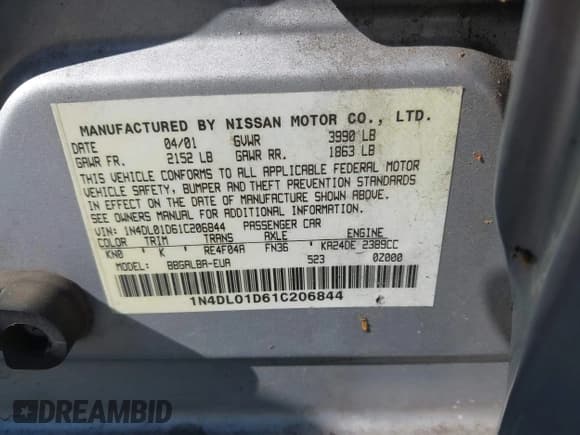 MANUFACTURED BY NISSAN MOTOR CO., LTD.
DATE 04/01 GVWR 3990 LB
GAWR FR. 2152 LB GAWR RR. 1863 LB
THIS VEHICLE CONFORMS TO ALL APPLICABLE FEDERAL MOTOR
VEHICLE SAFETY, BUMPER AND THEFT PREVENTION STANDARDS
IN EFFECT ON THE DATE OF MANUFACTURE SHOWN ABOVE.
SEE OWNERS MANUAL FOR ADDITIONAL INFORMATION.
VIN: 1N4DL01D61C206844 PASSENGER CAR
COLOR TRIM TRANS AXLE ENGINE
KN0 K RE4F04A FN36 KA24DE 2389CC
MODEL: BBGALBA-EUA 523 0Z000
1N4DL01D61C206844
DREAMBID